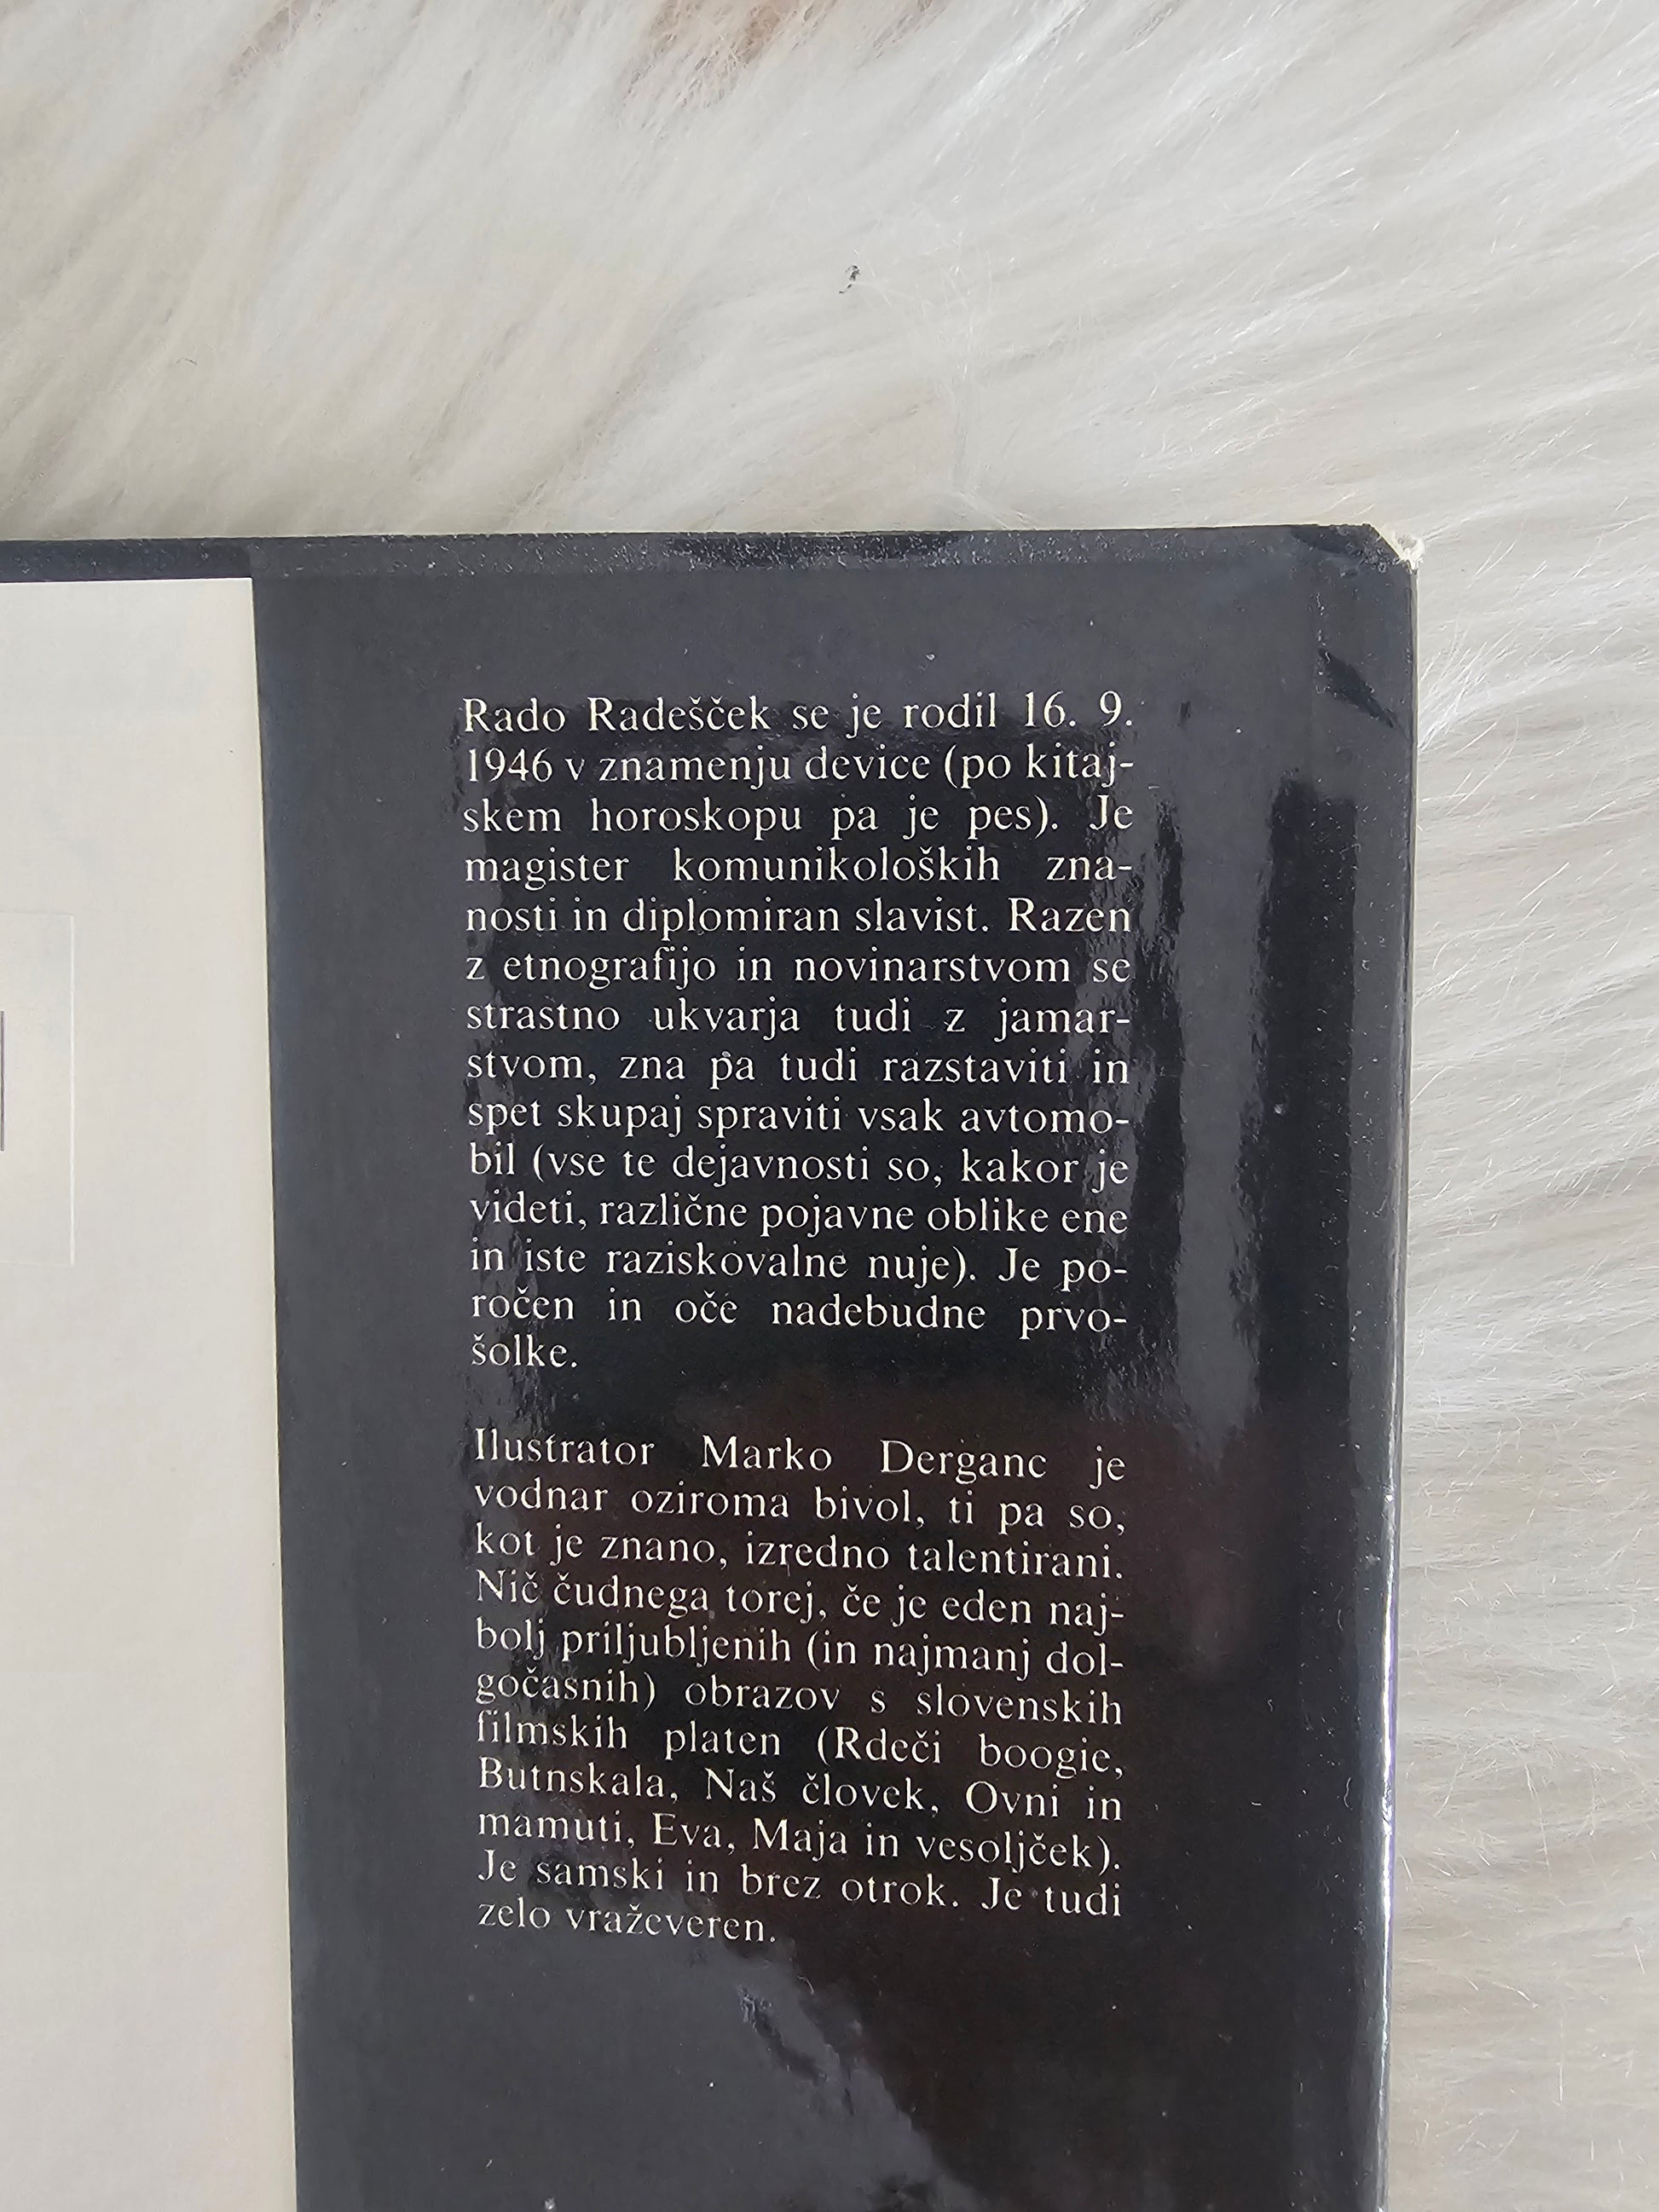 Rado Radešček se je rodil 16. 9.
1946 v znamenju device (po kitaj-
skem horoskopu pa je pes). Je
magister komunikoloških zna-
nosti in diplomiran slavist. Razen
z etnografijo in novinarstvom se
strastno ukvarja tudi z jamar-
stvom, zna pa tudi razstaviti in
spet skupaj spraviti vsak avtomo-
bil (vse te dejavnosti so, kakor je
videti, različne pojavne oblike ene
in iste raziskovalne nuje). Je po-
ročen in oče nadebudne prvo-
šolke.
Ilustrator Marko Derganc je
vodnar oziroma bivol, ti pa so,
kot je znano, izredno talentirani.
Nič čudnega torej, če je eden naj-
bolj priljubljenih (in najmanj dol-
gočasnih) obrazov s slovenskih
filmskih platen (Rdeči boogie,
Butnskala, Naš človek, Ovni in
mamuti, Eva, Maja in vesoljček).
Je samski in brez otrok. Je tudi
zelo vraževeren.